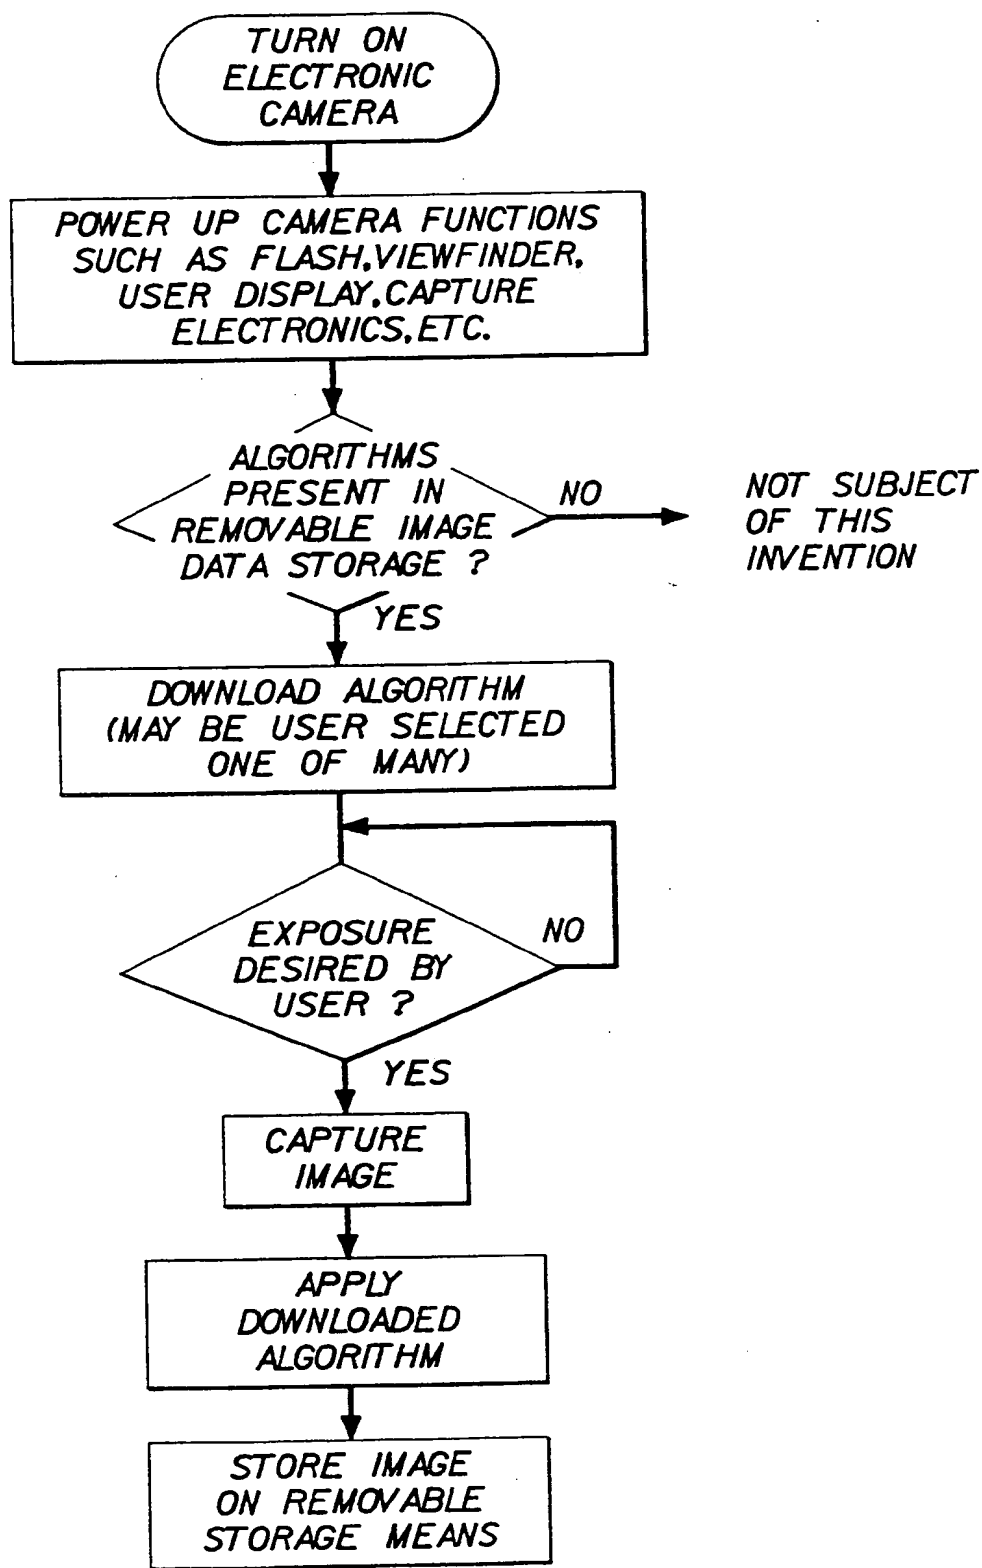 TURN ON
ELECTRONIC
CAMERA
POWER UP CAMERA FUNCTIONS
SUCH AS FLASH,VIEWFINDER,
USER DISPLAY,CAPTURE
ELECTRONICS,ETC.
ALGORITHMS
PRESENT IN
REMOVABLE IMAGE
DATA STORAGE ?
NO
NOT SUBJECT
OF THIS
INVENTION
YES
DOWNLOAD ALGORITHM
(MAY BE USER SELECTED
ONE OF MANY)
EXPOSURE
DESIRED BY
USER ?
NO
YES
CAPTURE
IMAGE
APPLY
DOWNLOADED
ALGORITHM
STORE IMAGE
ON REMOVABLE
STORAGE MEANS